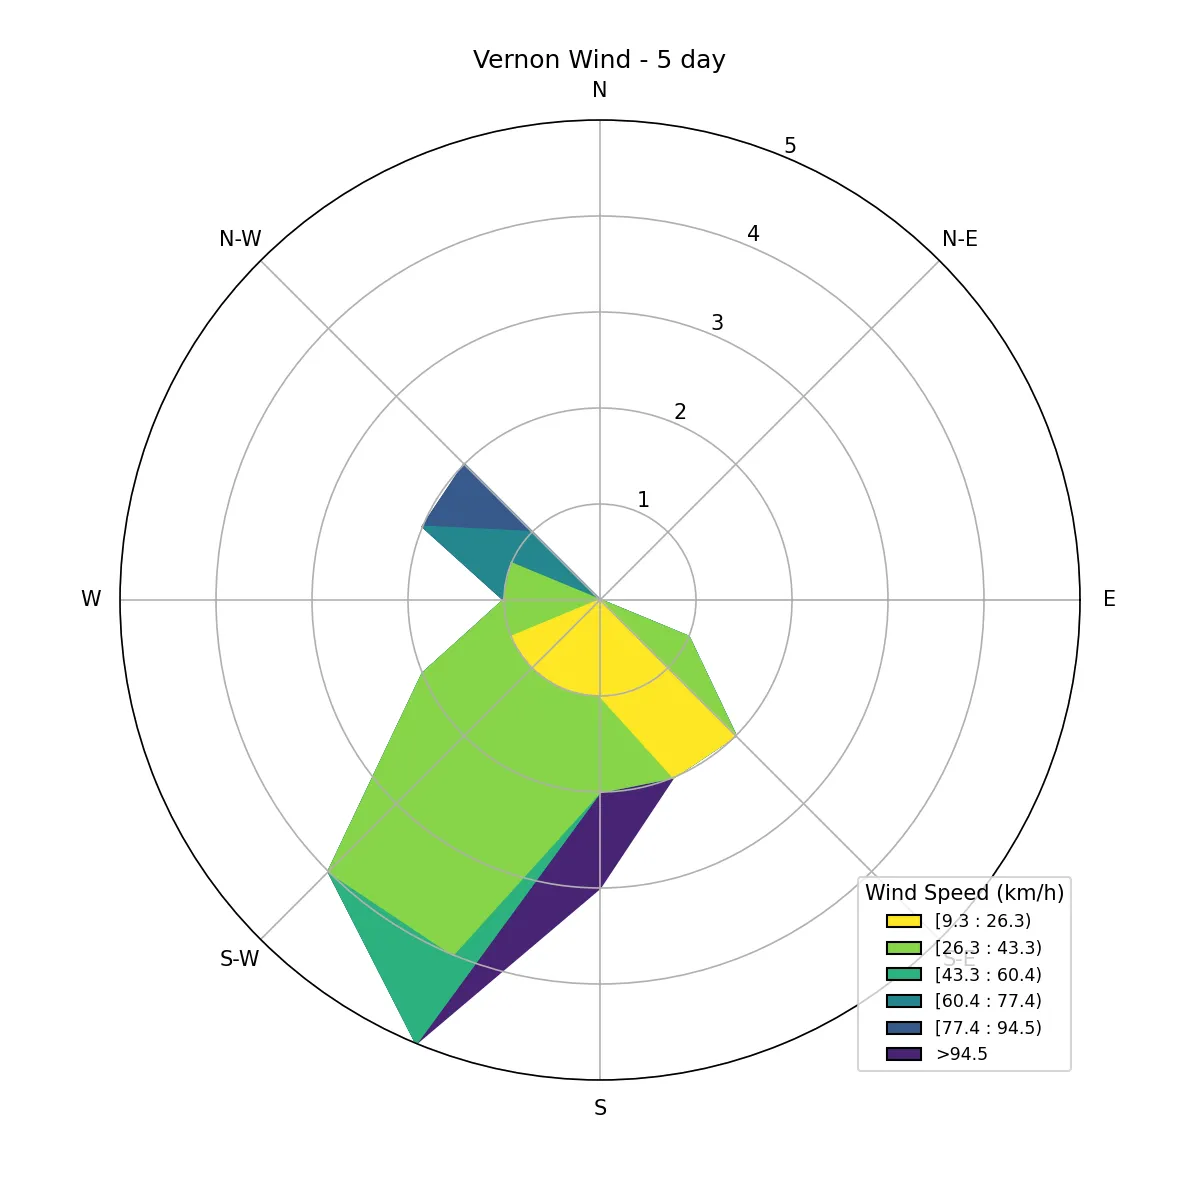 Vernon Wind - 5 day
N
5
N-W
4
N-E
3
2
1
W
E
S-W
S-E
S
Wind Speed (km/h)
[9.3 : 26.3)
[26.3 : 43.3)
[43.3 : 60.4)
[60.4 : 77.4)
[77.4 : 94.5)
>94.5